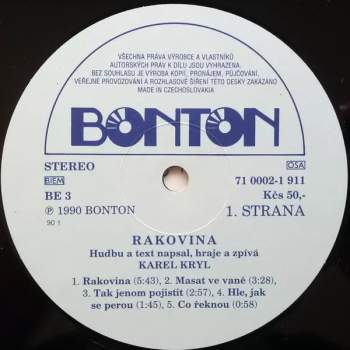 VŠECHNA PRÁVA VÝROBCE A VLASTNÍKŮ
AUTORSKÝCH PRÁV K DÍLU JSOU VYHRAZENA.
BEZ SOUHLASU JE VÝROBA KOPIÍ, PRONÁJEM, PŮJČOVÁNÍ,
VEŘEJNÉ PROVOZOVÁNÍ A ROZHLASOVÉ ŠÍŘENÍ TÉTO DESKY ZAKÁZÁNO
MADE IN CZECHOSLOVAKIA
BONTON
STEREO
OSA
BIEM
71 0002-1 911
BE 3
Kčs 50,-
℗ 1990 BONTON
1. STRANA
90 1
RAKOVINA
Hudbu a text napsal, hraje a zpívá
KAREL KRYL
1. Rakovina (5:43), 2. Masat ve vaně (3:28),
3. Tak jenom pojistit (2:57), 4. Hle, jak
se perou (1:45), 5. Co řeknou (0:58)